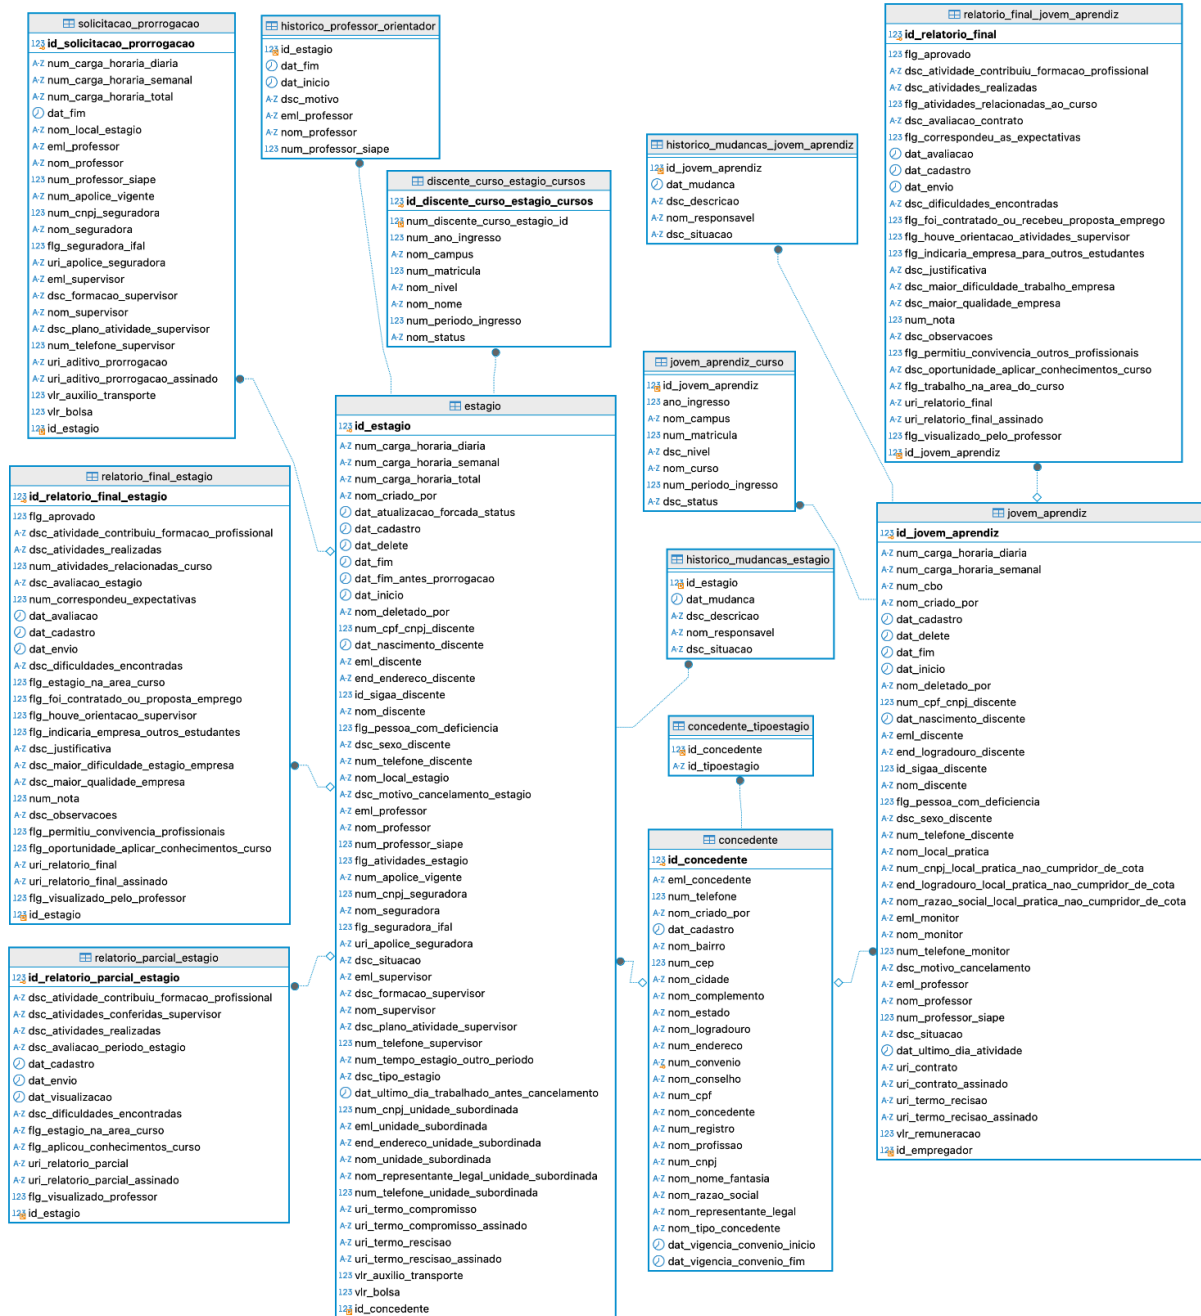 solicitacao_prorrogacao
id_solicitacao_prorrogacao
num_carga_horaria_diaria
num_carga_horaria_semanal
num_carga_horaria_total
dat_fim
nom_local_estagio
eml_professor
nom_professor
num_professor_siape
num_apolice_vigente
num_cnpj_seguradora
nom_seguradora
flg_seguradora_ifal
uri_apolice_seguradora
eml_supervisor
dsc_formacao_supervisor
nom_supervisor
dsc_plano_atividade_supervisor
num_telefone_supervisor
uri_aditivo_prorrogacao
uri_aditivo_prorrogacao_assinado
vlr_auxilio_transporte
vlr_bolsa
id_estagio
historico_professor_orientador
id_estagio
dat_fim
dat_inicio
dsc_motivo
eml_professor
nom_professor
num_professor_siape
discente_curso_estagio_cursos
id_discente_curso_estagio_cursos
num_discente_curso_estagio_id
num_ano_ingresso
nom_campus
num_matricula
nom_nivel
nom_nome
num_periodo_ingresso
nom_status
historico_mudancas_jovem_aprendiz
id_jovem_aprendiz
dat_mudanca
dsc_descricao
nom_responsavel
dsc_situacao
relatorio_final_jovem_aprendiz
id_relatorio_final
flg_aprovado
dsc_atividade_contribuiu_formacao_profissional
dsc_atividades_realizadas
flg_atividades_relacionadas_ao_curso
dsc_avaliacao_contrato
flg_correspondeu_as_expectativas
dat_avaliacao
dat_cadastro
dat_envio
dsc_dificuldades_encontradas
flg_foi_contratado_ou_recebeu_proposta_emprego
flg_houve_orientacao_atividades_supervisor
flg_indicaria_empresa_para_outros_estudantes
dsc_justificativa
dsc_maior_dificuldade_trabalho_empresa
dsc_maior_qualidade_empresa
num_nota
dsc_observacoes
flg_permitiu_convivencia_outros_profissionais
dsc_oportunidade_aplicar_conhecimentos_curso
flg_trabalho_na_area_do_curso
uri_relatorio_final
uri_relatorio_final_assinado
flg_visualizado_pelo_professor
id_jovem_aprendiz
jovem_aprendiz_curso
id_jovem_aprendiz
ano_ingresso
nom_campus
num_matricula
dsc_nivel
nom_curso
num_periodo_ingresso
dsc_status
relatorio_final_estagio
id_relatorio_final_estagio
flg_aprovado
dsc_atividade_contribuiu_formacao_profissional
dsc_atividades_realizadas
num_atividades_relacionadas_curso
dsc_avaliacao_estagio
num_correspondeu_expectativas
dat_avaliacao
dat_cadastro
dat_envio
dsc_dificuldades_encontradas
flg_estagio_na_area_curso
flg_foi_contratado_ou_proposta_emprego
flg_houve_orientacao_supervisor
flg_indicaria_empresa_outros_estudantes
dsc_justificativa
dsc_maior_dificuldade_estagio_empresa
dsc_maior_qualidade_empresa
num_nota
dsc_observacoes
flg_permitiu_convivencia_profissionais
flg_oportunidade_aplicar_conhecimentos_curso
uri_relatorio_final
uri_relatorio_final_assinado
flg_visualizado_pelo_professor
id_estagio
relatorio_parcial_estagio
id_relatorio_parcial_estagio
dsc_atividade_contribuiu_formacao_profissional
dsc_atividades_conferidas_supervisor
dsc_atividades_realizadas
dsc_avaliacao_periodo_estagio
dat_cadastro
dat_envio
dat_visualizacao
dsc_dificuldades_encontradas
flg_estagio_na_area_curso
flg_aplicou_conhecimentos_curso
uri_relatorio_parcial
uri_relatorio_parcial_assinado
flg_visualizado_professor
id_estagio
estagio
id_estagio
num_carga_horaria_diaria
num_carga_horaria_semanal
num_carga_horaria_total
nom_criado_por
dat_atualizacao_forcada_status
dat_cadastro
dat_delete
dat_fim
dat_fim_antes_prorrogacao
dat_inicio
nom_deletado_por
num_cpf_cnpj_discente
dat_nascimento_discente
eml_discente
end_endereco_discente
id_sigaa_discente
nom_discente
flg_pessoa_com_deficiencia
dsc_sexo_discente
num_telefone_discente
nom_local_estagio
dsc_motivo_cancelamento_estagio
eml_professor
nom_professor
num_professor_siape
flg_atividades_estagio
num_apolice_vigente
num_cnpj_seguradora
nom_seguradora
flg_seguradora_ifal
uri_apolice_seguradora
dsc_situacao
eml_supervisor
dsc_formacao_supervisor
nom_supervisor
dsc_plano_atividade_supervisor
num_telefone_supervisor
num_tempo_estagio_outro_periodo
dsc_tipo_estagio
dat_ultimo_dia_trabalhado_antes_cancelamento
num_cnpj_unidade_subordinada
eml_unidade_subordinada
end_endereco_unidade_subordinada
nom_unidade_subordinada
nom_representante_legal_unidade_subordinada
num_telefone_unidade_subordinada
uri_termo_compromisso
uri_termo_compromisso_assinado
uri_termo_rescisao
uri_termo_rescisao_assinado
vlr_auxilio_transporte
vlr_bolsa
id_concedente
historico_mudancas_estagio
id_estagio
dat_mudanca
dsc_descricao
nom_responsavel
dsc_situacao
concedente_tipoestagio
id_concedente
id_tipoestagio
concedente
id_concedente
eml_concedente
num_telefone
nom_criado_por
dat_cadastro
nom_bairro
num_cep
nom_cidade
nom_complemento
nom_estado
nom_logradouro
num_endereco
num_convenio
nom_conselho
num_cpf
nom_concedente
num_registro
nom_profissao
num_cnpj
nom_nome_fantasia
nom_razao_social
nom_representante_legal
nom_tipo_concedente
dat_vigencia_convenio_inicio
dat_vigencia_convenio_fim
jovem_aprendiz
id_jovem_aprendiz
num_carga_horaria_diaria
num_carga_horaria_semanal
num_cbo
nom_criado_por
dat_cadastro
dat_delete
dat_fim
dat_inicio
nom_deletado_por
num_cpf_cnpj_discente
dat_nascimento_discente
eml_discente
end_logradouro_discente
id_sigaa_discente
nom_discente
flg_pessoa_com_deficiencia
dsc_sexo_discente
num_telefone_discente
nom_local_pratica
num_cnpj_local_pratica_nao_cumpridor_de_cota
end_logradouro_local_pratica_nao_cumpridor_de_cota
nom_razao_social_local_pratica_nao_cumpridor_de_cota
eml_monitor
nom_monitor
num_telefone_monitor
dsc_motivo_cancelamento
eml_professor
nom_professor
num_professor_siape
dsc_situacao
dat_ultimo_dia_atividade
uri_contrato
uri_contrato_assinado
uri_termo_recisao
uri_termo_recisao_assinado
vlr_remuneracao
id_empregador